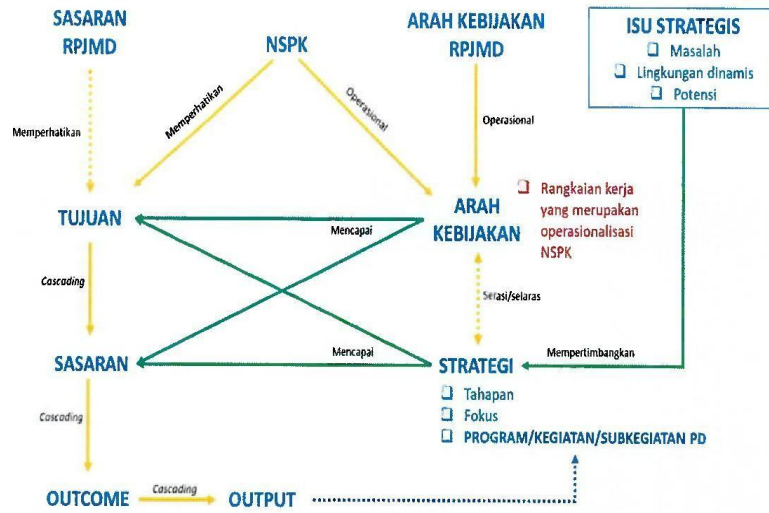 SASARAN
RPJMD
NSPK
ARAH KEBIJAKAN
RPJMD
ISU STRATEGIS
Masalah
Lingkungan dinamis
Potensi
Memperhatikan
Memperhatikan
Operasional
Operasional
TUJUAN
Mencapai
ARAH
KEBIJAKAN
Rangkaian kerja
yang merupakan
operasionalisasi
NSPK
Cascading
Serasi/selaras
SASARAN
Mencapai
STRATEGI
Mempertimbangkan
Tahapan
Fokus
PROGRAM/KEGIATAN/SUBKEGIATAN PD
Cascading
OUTCOME
Cascading
OUTPUT